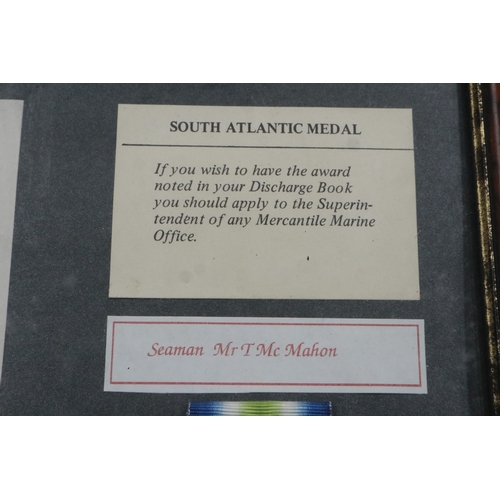 SOUTH ATLANTIC MEDAL
If you wish to have the award
noted in your Discharge Book
you should apply to the Superin-
tendent of any Mercantile Marine
Office.
Seaman Mr T Mc Mahon